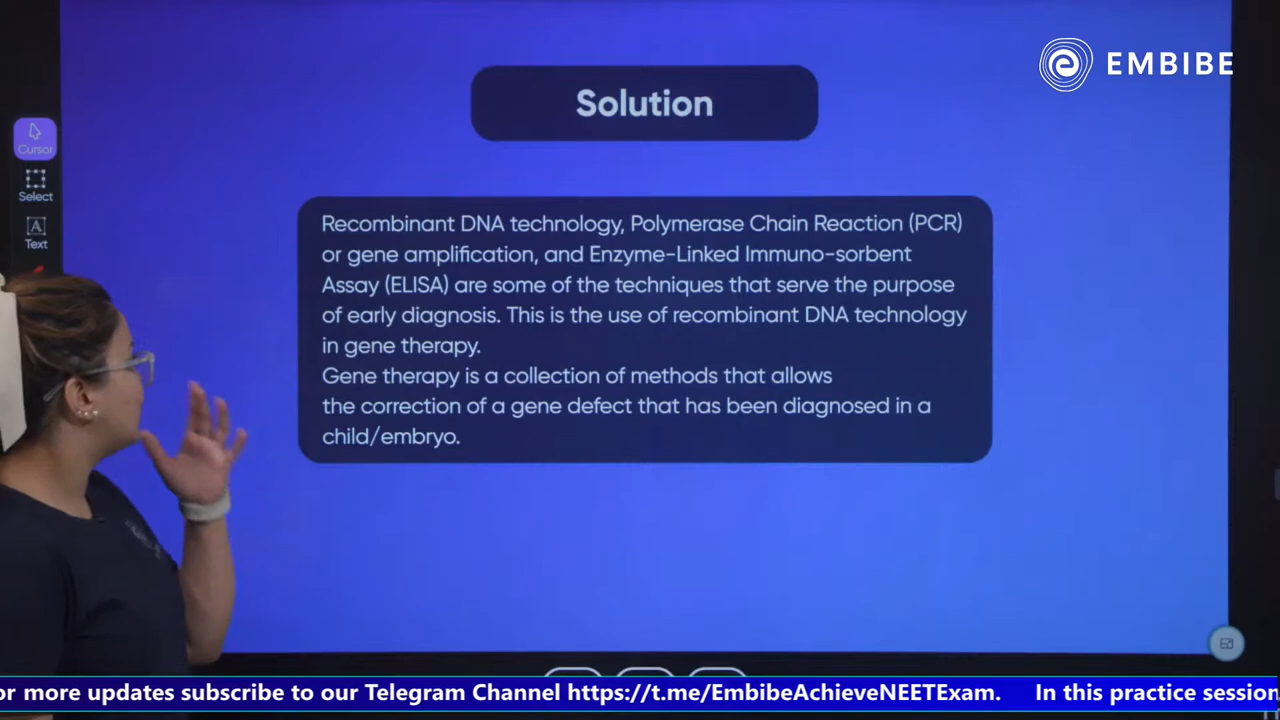 EMBIBE
Solution
Cursor
Select
Text
Recombinant DNA technology, Polymerase Chain Reaction (PCR)
or gene amplification, and Enzyme-Linked Immuno-sorbent
Assay (ELISA) are some of the techniques that serve the purpose
of early diagnosis. This is the use of recombinant DNA technology
in gene therapy.
Gene therapy is a collection of methods that allows
the correction of a gene defect that has been diagnosed in a
child/embryo.
or more updates subscribe to our Telegram Channel https://t.me/EmbibeAchieveNEETExam. In this practice session